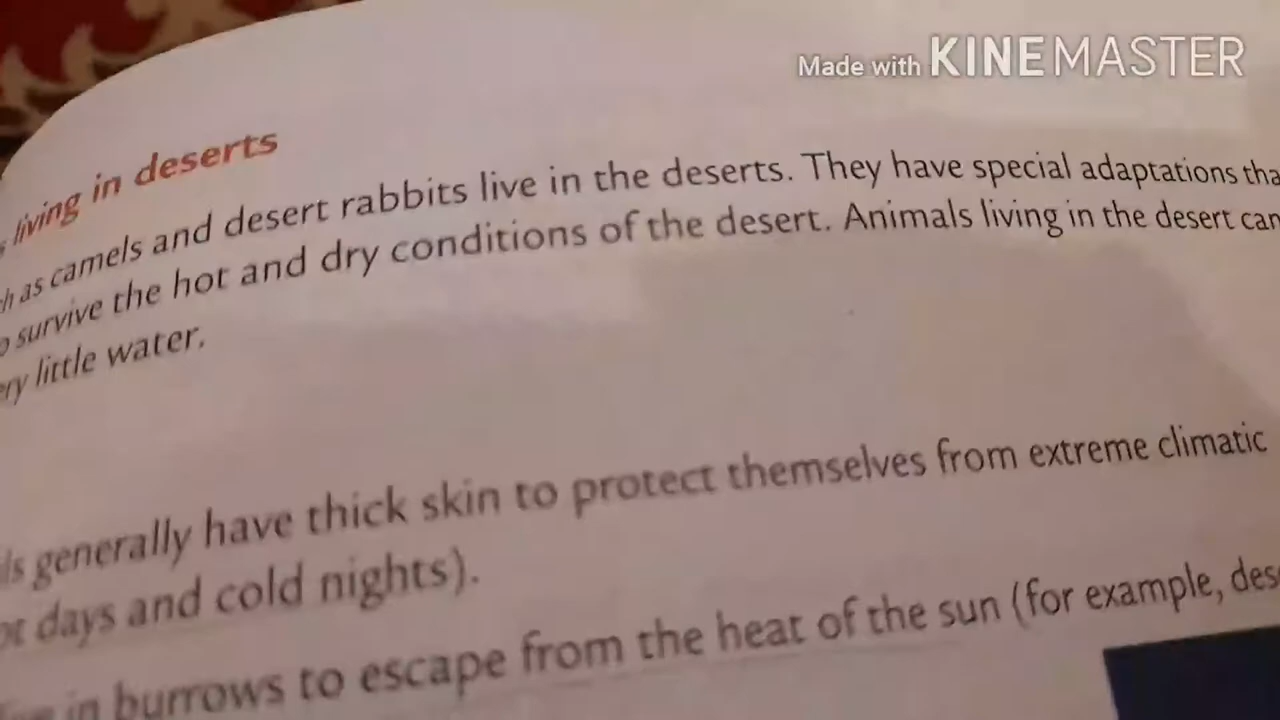 Made with KINEMASTER
living in deserts
as camels and desert rabbits live in the deserts. They have special adaptations tha
survive the hot and dry conditions of the desert. Animals living in the desert can
little water.
generally have thick skin to protect themselves from extreme climatic
days and cold nights).
in burrows to escape from the heat of the sun (for example, des